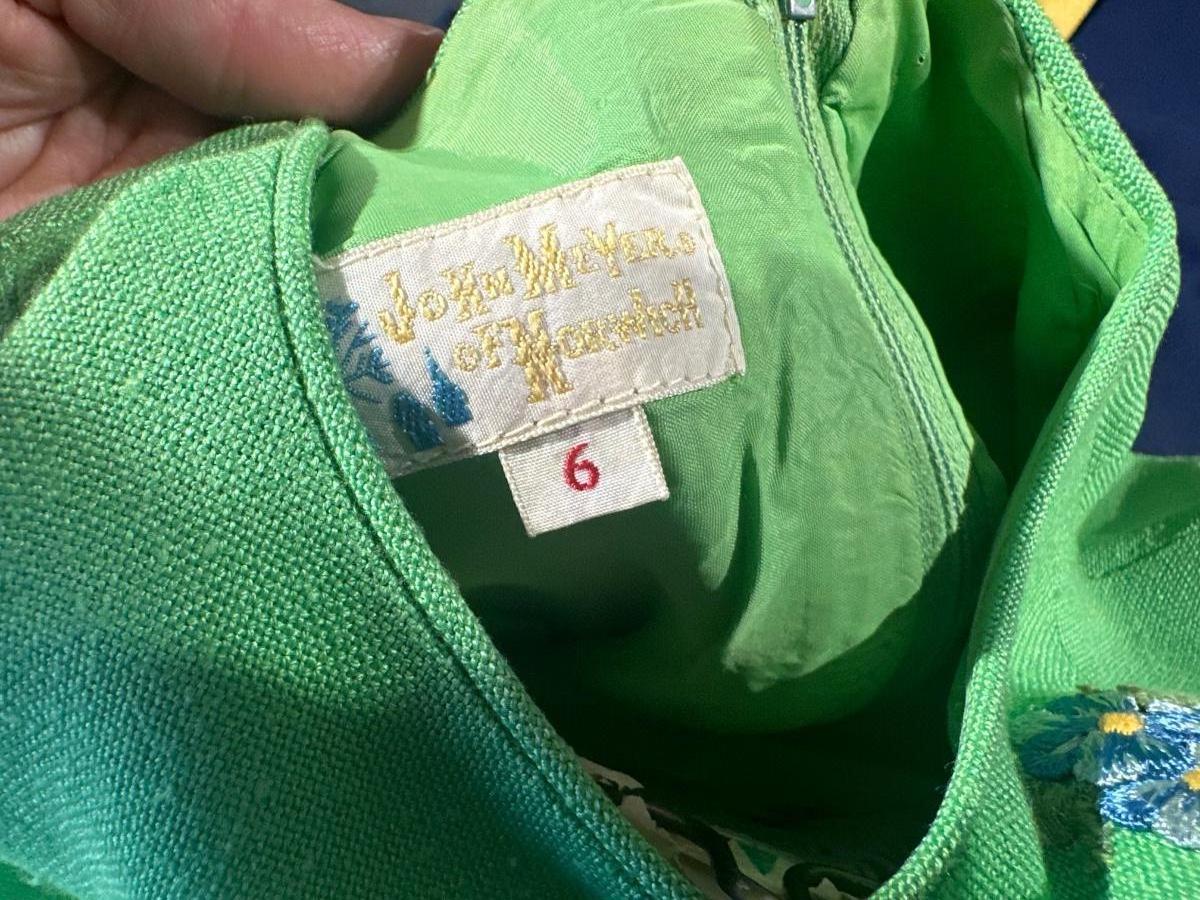 JOHN MEYER®
OF NORWICH
6